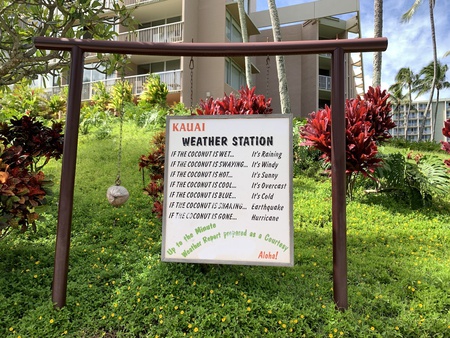 KAUAI
WEATHER STATION
IF THE COCONUT IS WET... It's Raining
IF THE COCONUT IS SWAYING... It's Windy
IF THE COCONUT IS HOT... It's Sunny
IF THE COCONUT IS COOL... It's Overcast
IF THE COCONUT IS BLUE... It's Cold
IF THE COCONUT IS SHAKING... Earthquake
IF THE COCONUT IS GONE... Hurricane
Up to the Minute
Weather Report prepared as a Courtesy
Aloha!